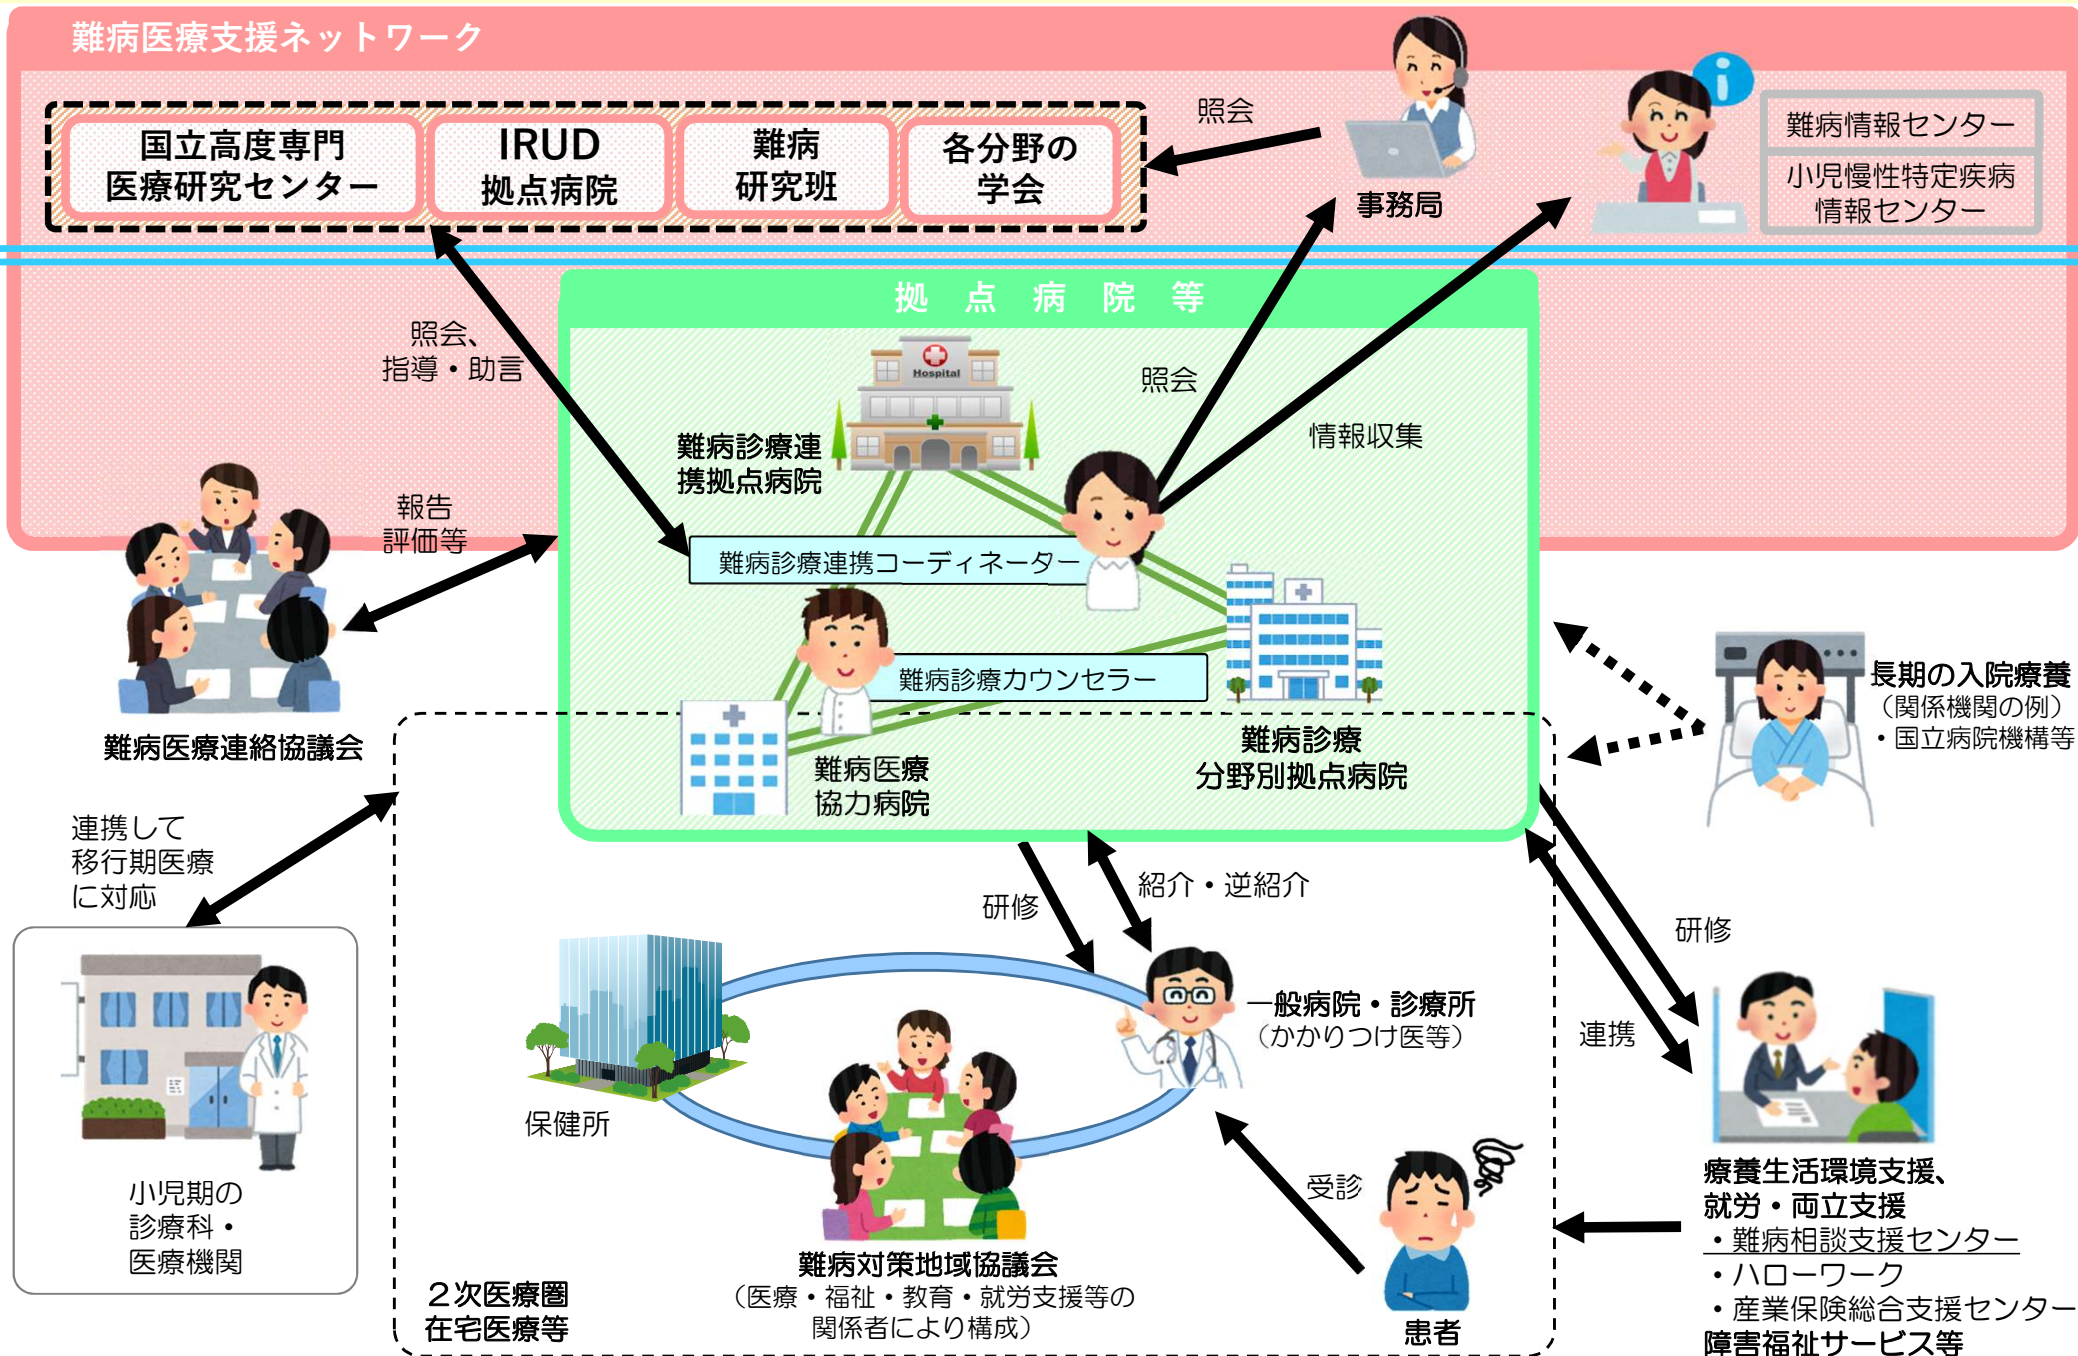 難病医療支援ネットワーク
国立高度専門
医療研究センター
IRUD
拠点病院
難病
研究班
各分野の
学会
照会
事務局
i
難病情報センター
小児慢性特定疾病
情報センター
拠点病院等
照会、
指導・助言
Hospital
照会
情報収集
難病診療連
携拠点病院
報告
評価等
難病診療連携コーディネーター
難病診療カウンセラー
難病医療連絡協議会
難病医療
協力病院
難病診療
分野別拠点病院
長期の入院療養
（関係機関の例）
・国立病院機構等
連携して
移行期医療
に対応
研修
紹介・逆紹介
研修
連携
一般病院・診療所
（かかりつけ医等）
保健所
小児期の
診療科・
医療機関
受診
難病対策地域協議会
（医療・福祉・教育・就労支援等の
関係者により構成）
２次医療圏
在宅医療等
患者
療養生活環境支援、
就労・両立支援
・難病相談支援センター
・ハローワーク
・産業保険総合支援センター
障害福祉サービス等